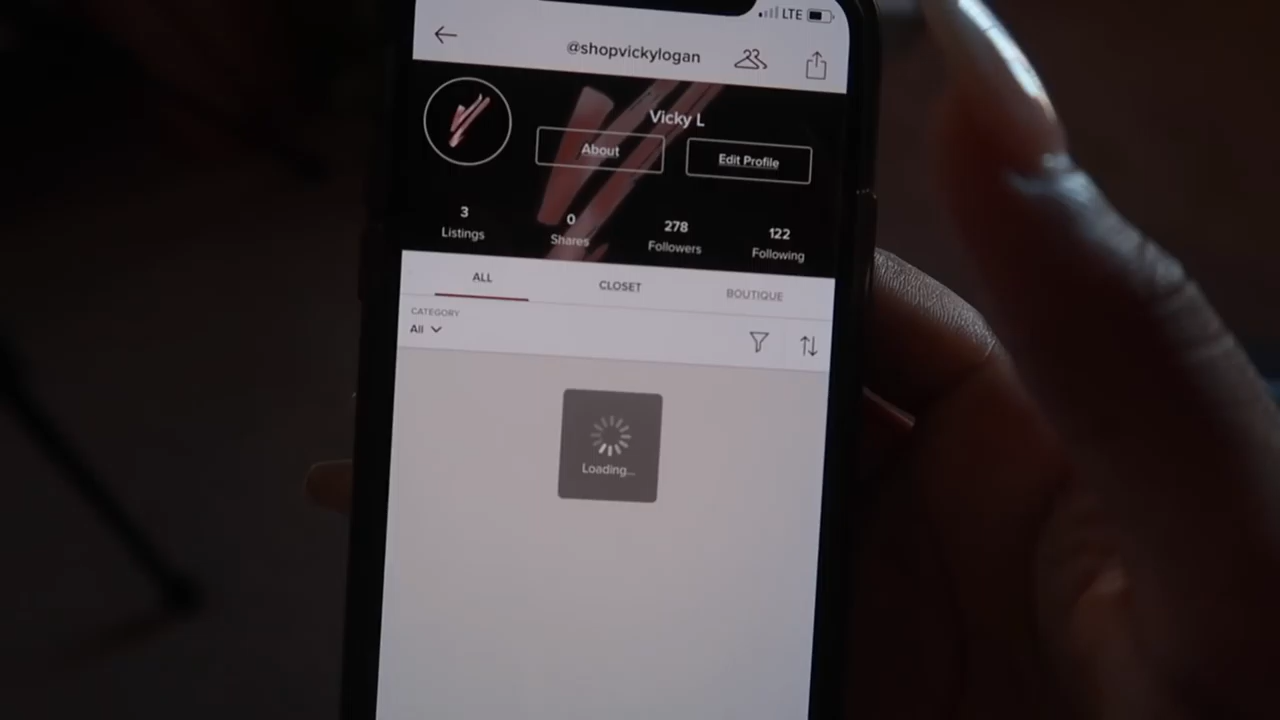 LTE
@shopvickylogan
Vicky L
About
Edit Profile
3
Listings
0
Shares
278
Followers
122
Following
ALL
CLOSET
BOUTIQUE
CATEGORY
All
Loading...